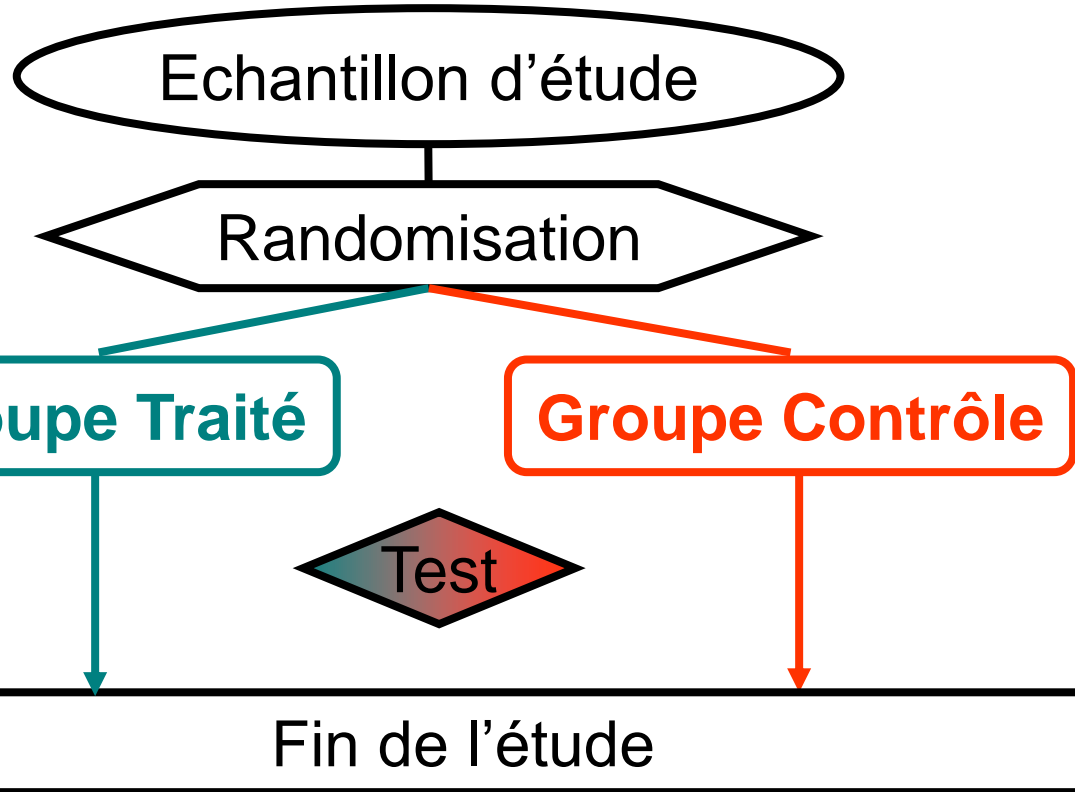 Echantillon d’étude
Randomisation
upe Traité
Groupe Contrôle
Test
Fin de l’étude